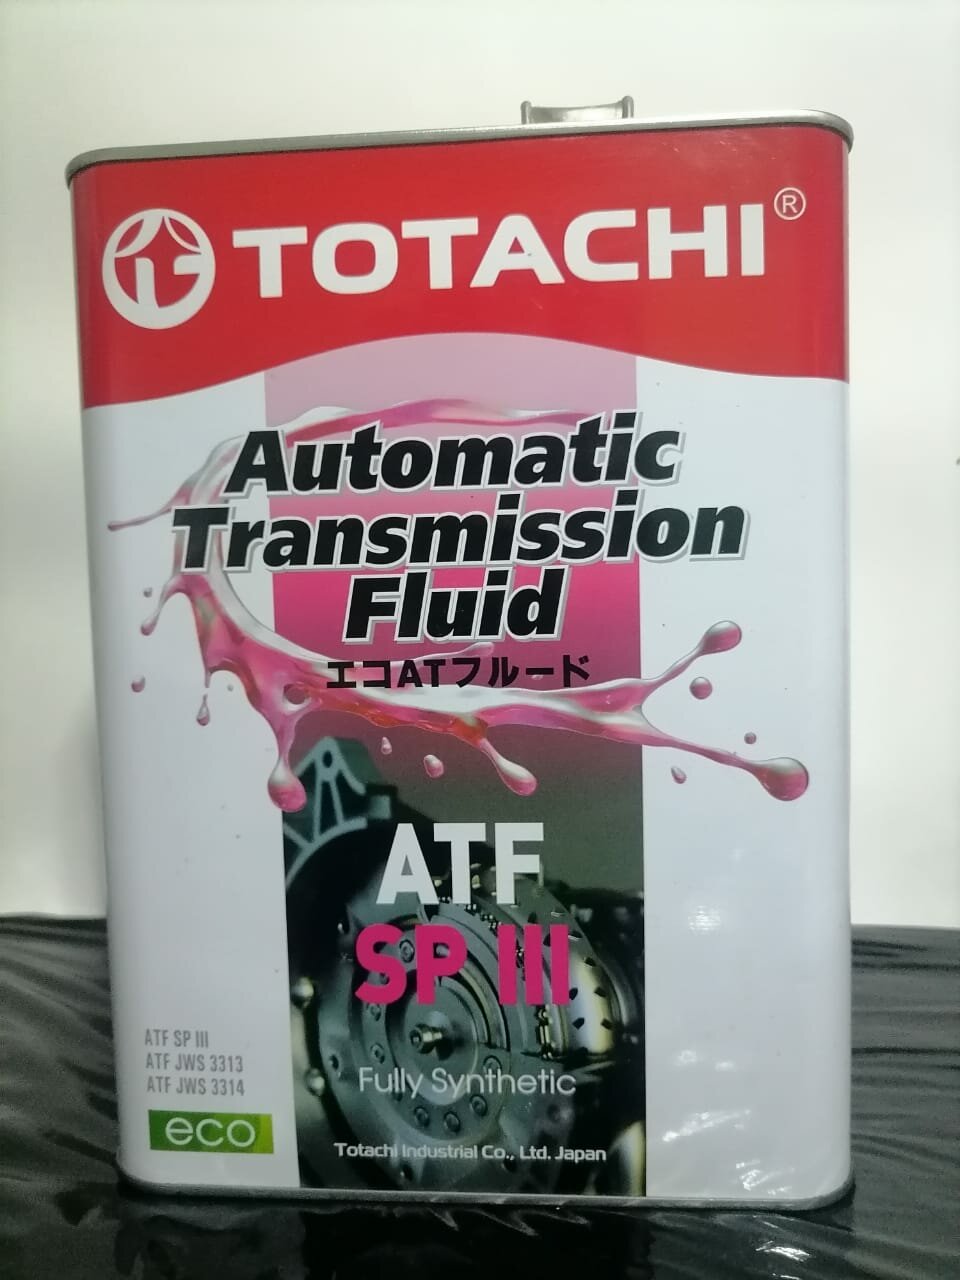 TOTACHI®
Automatic
Transmission
Fluid
エコATフルード
ATF
SP III
ATF SP III
ATF JWS 3313
ATF JWS 3314
eco
Fully Synthetic
Totachi Industrial Co., Ltd. Japan